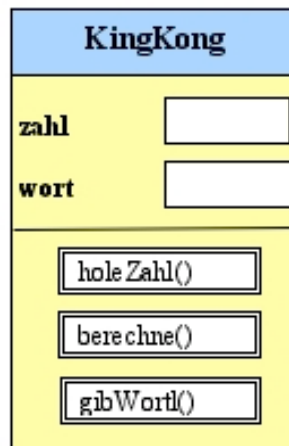 KingKong
zahl
wort
holeZahl()
berechne()
gibWortl()